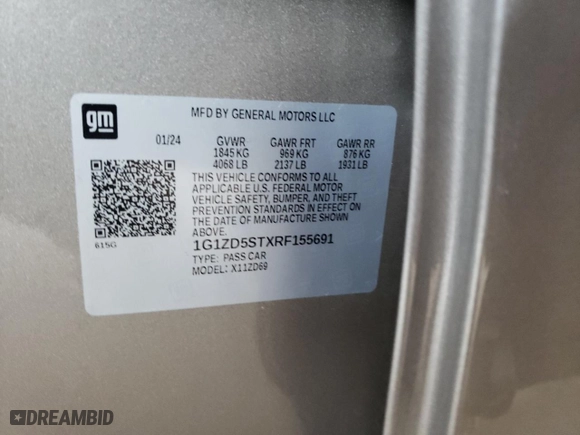 gm
MFD BY GENERAL MOTORS LLC
01/24 GVWR GAWR FRT GAWR RR
1845 KG 969 KG 876 KG
4068 LB 2137 LB 1931 LB
THIS VEHICLE CONFORMS TO ALL
APPLICABLE U.S. FEDERAL MOTOR
VEHICLE SAFETY, BUMPER, AND THEFT
PREVENTION STANDARDS IN EFFECT ON
THE DATE OF MANUFACTURE SHOWN
ABOVE.
615G
1G1ZD5STXRF155691
TYPE: PASS CAR
MODEL: X11ZD69
DREAMBID